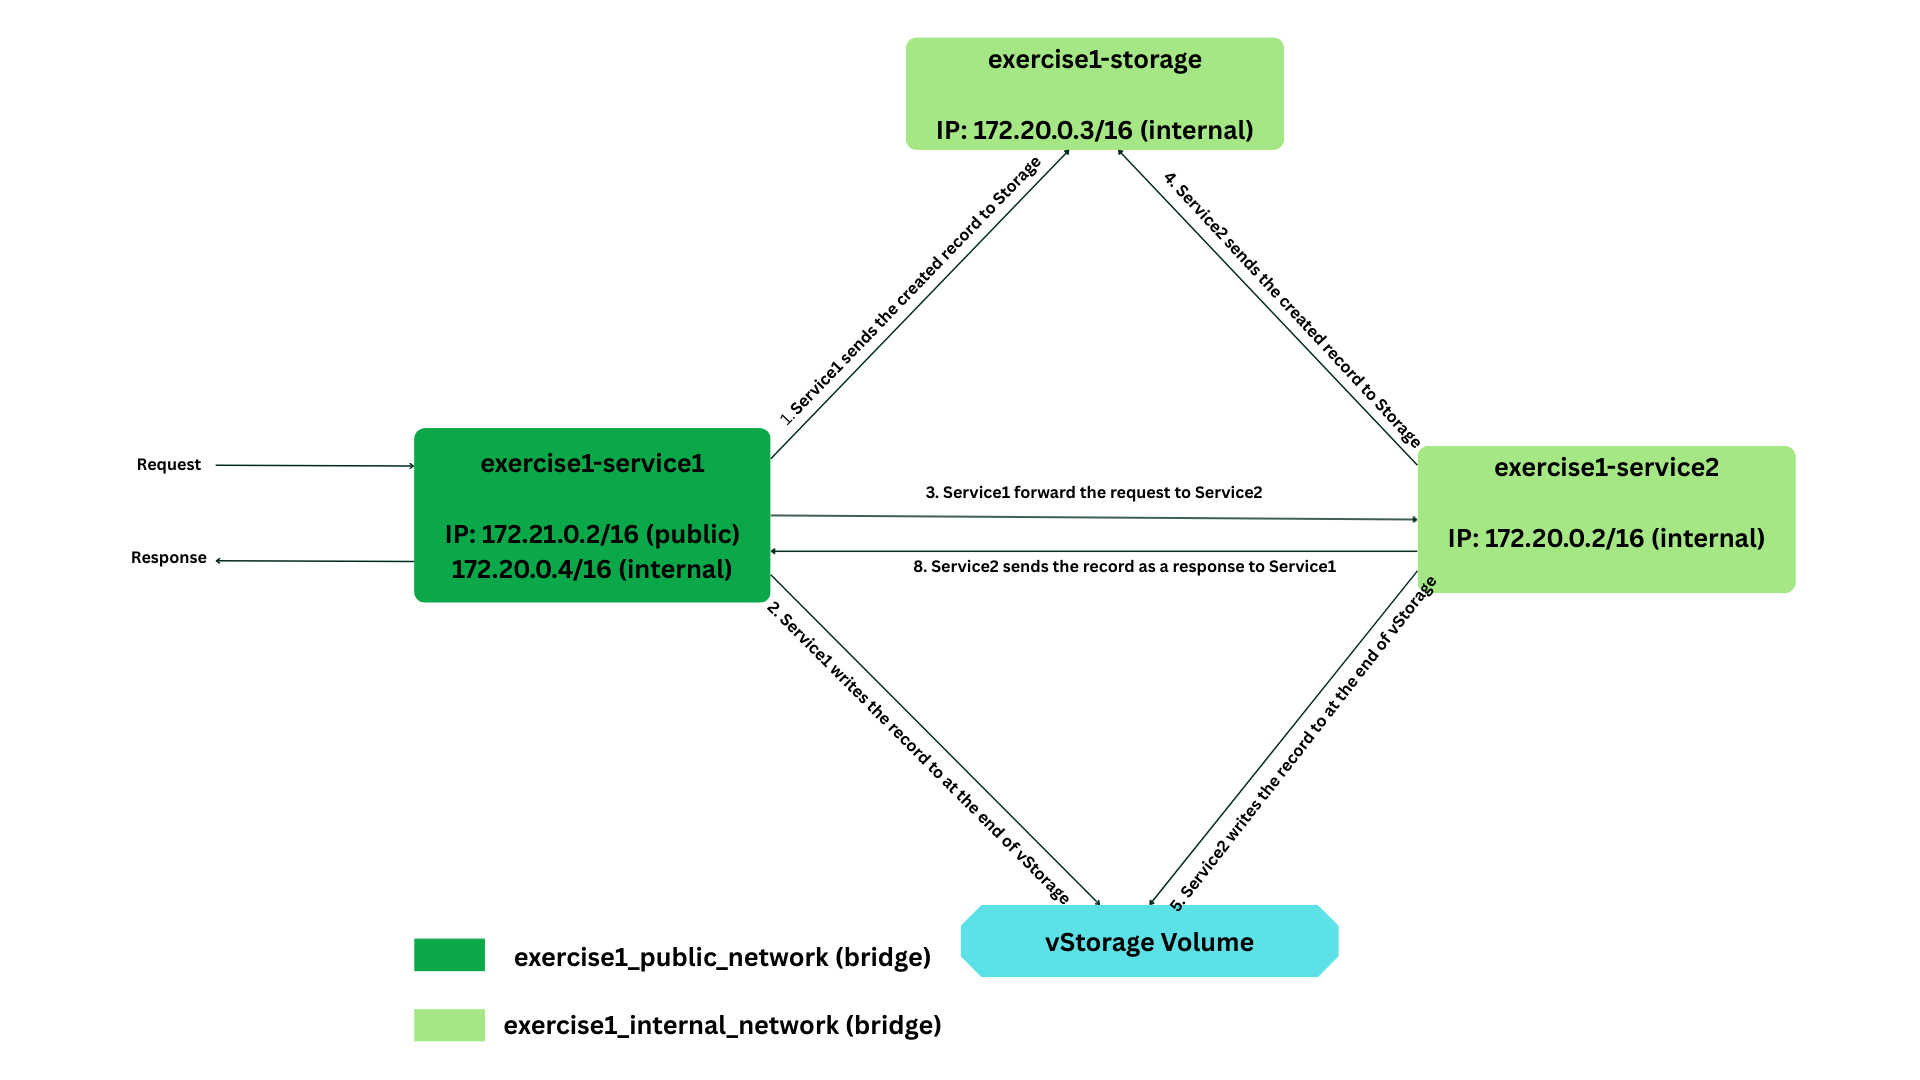 exercise1-storage
IP: 172.20.0.3/16 (internal)
1. Service1 sends the created record to Storage
4. Service2 sends the created record to Storage
Request
Response
exercise1-service1
IP: 172.21.0.2/16 (public)
172.20.0.4/16 (internal)
3. Service1 forward the request to Service2
8. Service2 sends the record as a response to Service1
exercise1-service2
IP: 172.20.0.2/16 (internal)
2. Service1 writes the record to at the end of vStorage
5. Service2 writes the record to at the end of vStorage
vStorage Volume
exercise1_public_network (bridge)
exercise1_internal_network (bridge)